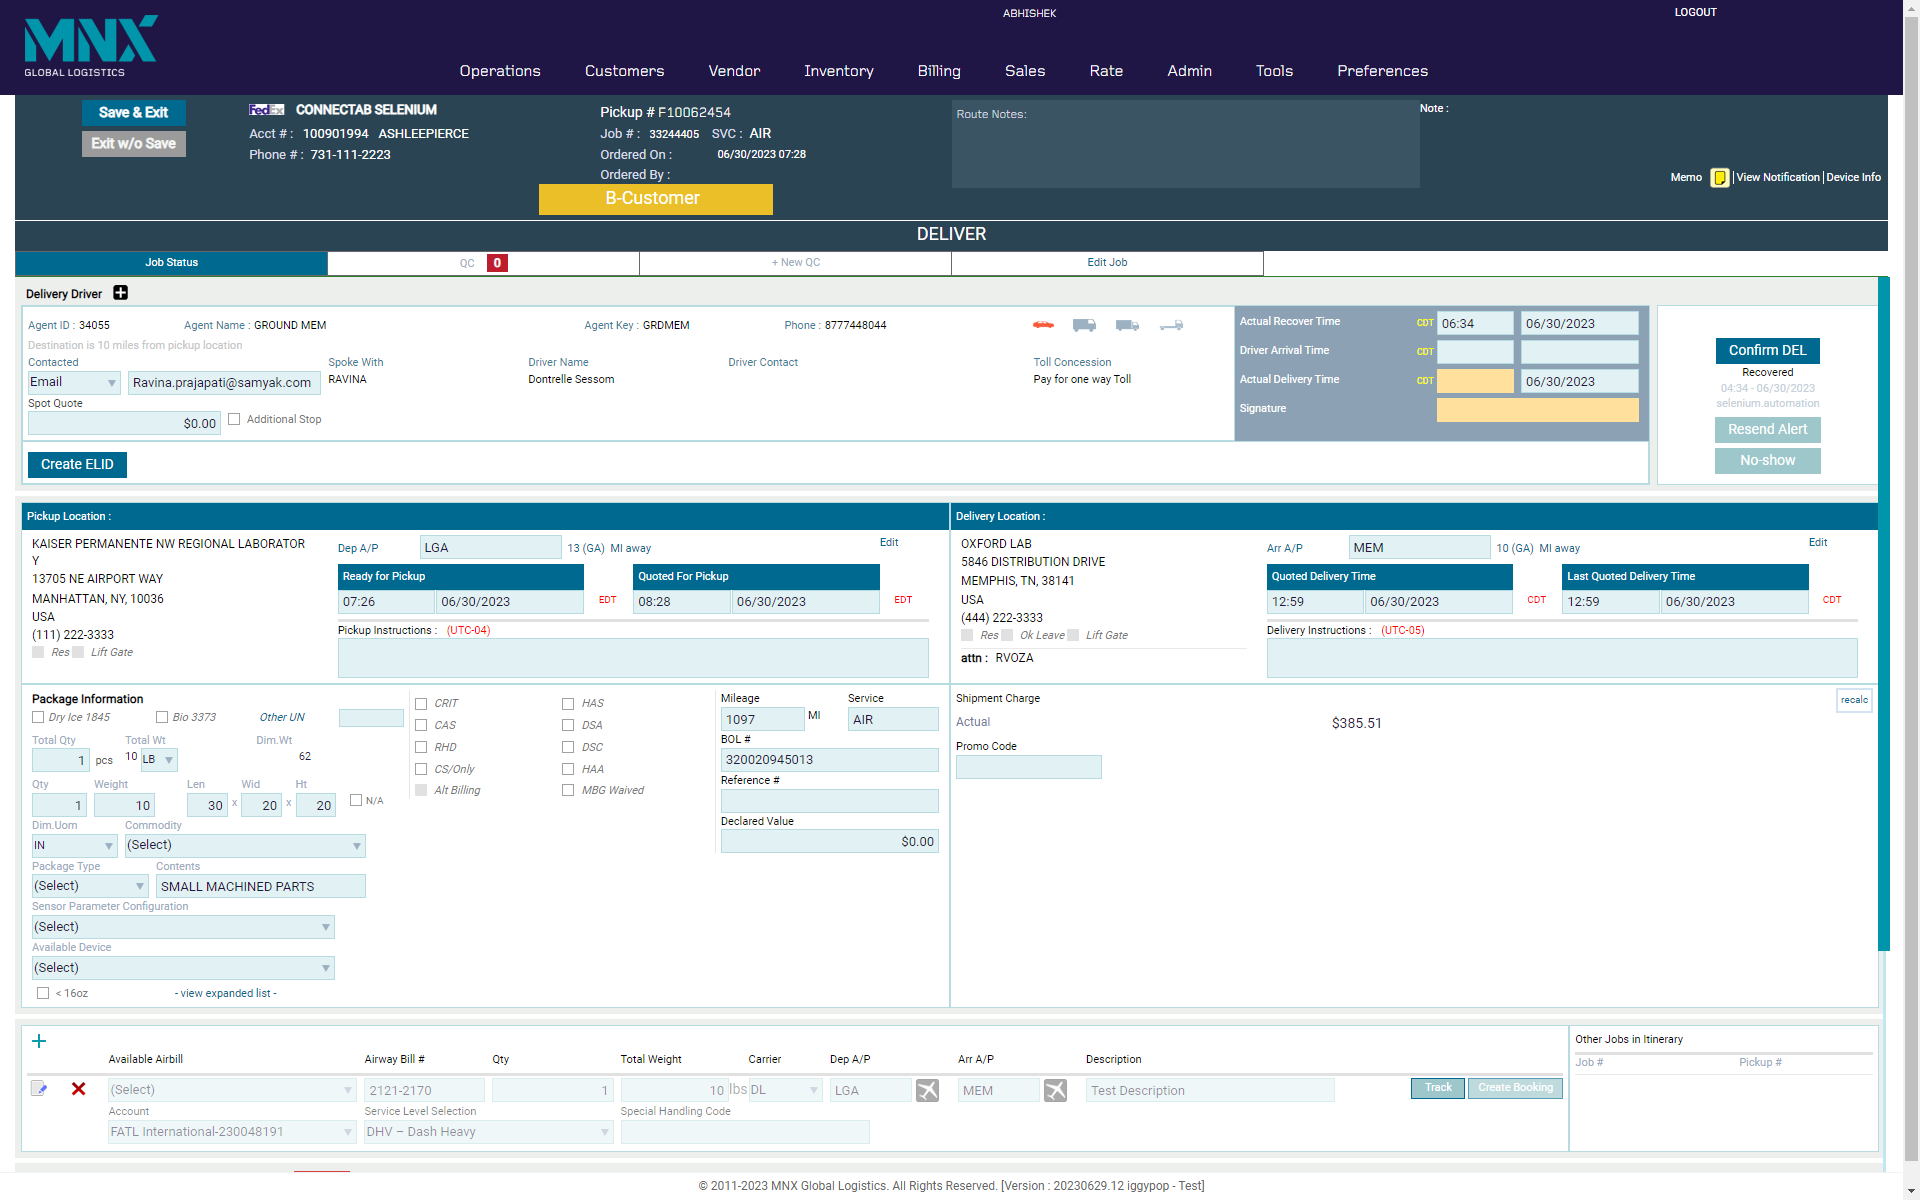 MNX
GLOBAL LOGISTICS
ABHISHEK
LOGOUT
Operations Customers Vendor Inventory Billing Sales Rate Admin Tools Preferences
Save & Exit
Exit w/o Save
FedEx CONNECTAB SELENIUM
Acct # : 100901994 ASHLEEPIERCE
Phone # : 731-111-2223
Pickup # F10062454
Job # : 33244405 SVC : AIR
Ordered On : 06/30/2023 07:28
Ordered By :
B-Customer
Route Notes:
Note :
Memo View Notification Device Info
DELIVER
Job Status QC 0 + New QC Edit Job
Delivery Driver
Agent ID : 34055 Agent Name : GROUND MEM Agent Key : GRDMEM Phone : 8777448044
Destination is 10 miles from pickup location
Contacted Spoke With Driver Name Driver Contact Toll Concession
Email Ravina.prajapati@samyak.com RAVINA Dontrelle Sessom Pay for one way Toll
Spot Quote
$0.00 Additional Stop
Create ELID
Actual Recover Time CDT 06:34 06/30/2023
Driver Arrival Time CDT
Actual Delivery Time CDT 06/30/2023
Signature
Confirm DEL
Recovered
04:34 - 06/30/2023
selenium.automation
Resend Alert
No-show
Pickup Location :
KAISER PERMANENTE NW REGIONAL LABORATOR
Y
13705 NE AIRPORT WAY
MANHATTAN, NY, 10036
USA
(111) 222-3333
Res Lift Gate
Dep A/P LGA 13 (GA) MI away Edit
Ready for Pickup Quoted For Pickup
07:26 06/30/2023 EDT 08:28 06/30/2023 EDT
Pickup Instructions : (UTC-04)
Delivery Location :
OXFORD LAB
5846 DISTRIBUTION DRIVE
MEMPHIS, TN, 38141
USA
(444) 222-3333
Res Ok Leave Lift Gate
attn : RVOZA
Arr A/P MEM 10 (GA) MI away Edit
Quoted Delivery Time Last Quoted Delivery Time
12:59 06/30/2023 CDT 12:59 06/30/2023 CDT
Delivery Instructions : (UTC-05)
Package Information
Dry Ice 1845 Bio 3373 Other UN
Total Qty Total Wt Dim.Wt
1 pcs 10 LB 62
Qty Weight Len Wid Ht
1 10 30 x 20 x 20 N/A
Dim.Uom Commodity
IN (Select)
Package Type Contents
(Select) SMALL MACHINED PARTS
Sensor Parameter Configuration
(Select)
Available Device
(Select)
< 16oz - view expanded list -
CRIT HAS
CAS DSA
RHD DSC
CS/Only HAA
Alt Billing MBG Waived
Mileage Service
1097 MI AIR
BOL #
320020945013
Reference #
Declared Value
$0.00
Shipment Charge recalc
Actual $385.51
Promo Code
Available Airbill Airway Bill # Qty Total Weight Carrier Dep A/P Arr A/P Description
(Select) 2121-2170 1 10 lbs DL LGA MEM Test Description Track Create Booking
Account Service Level Selection Special Handling Code
FATL International-230048191 DHV – Dash Heavy
Other Jobs in Itinerary
Job # Pickup #
© 2011-2023 MNX Global Logistics. All Rights Reserved. [Version : 20230629.12 iggypop - Test]